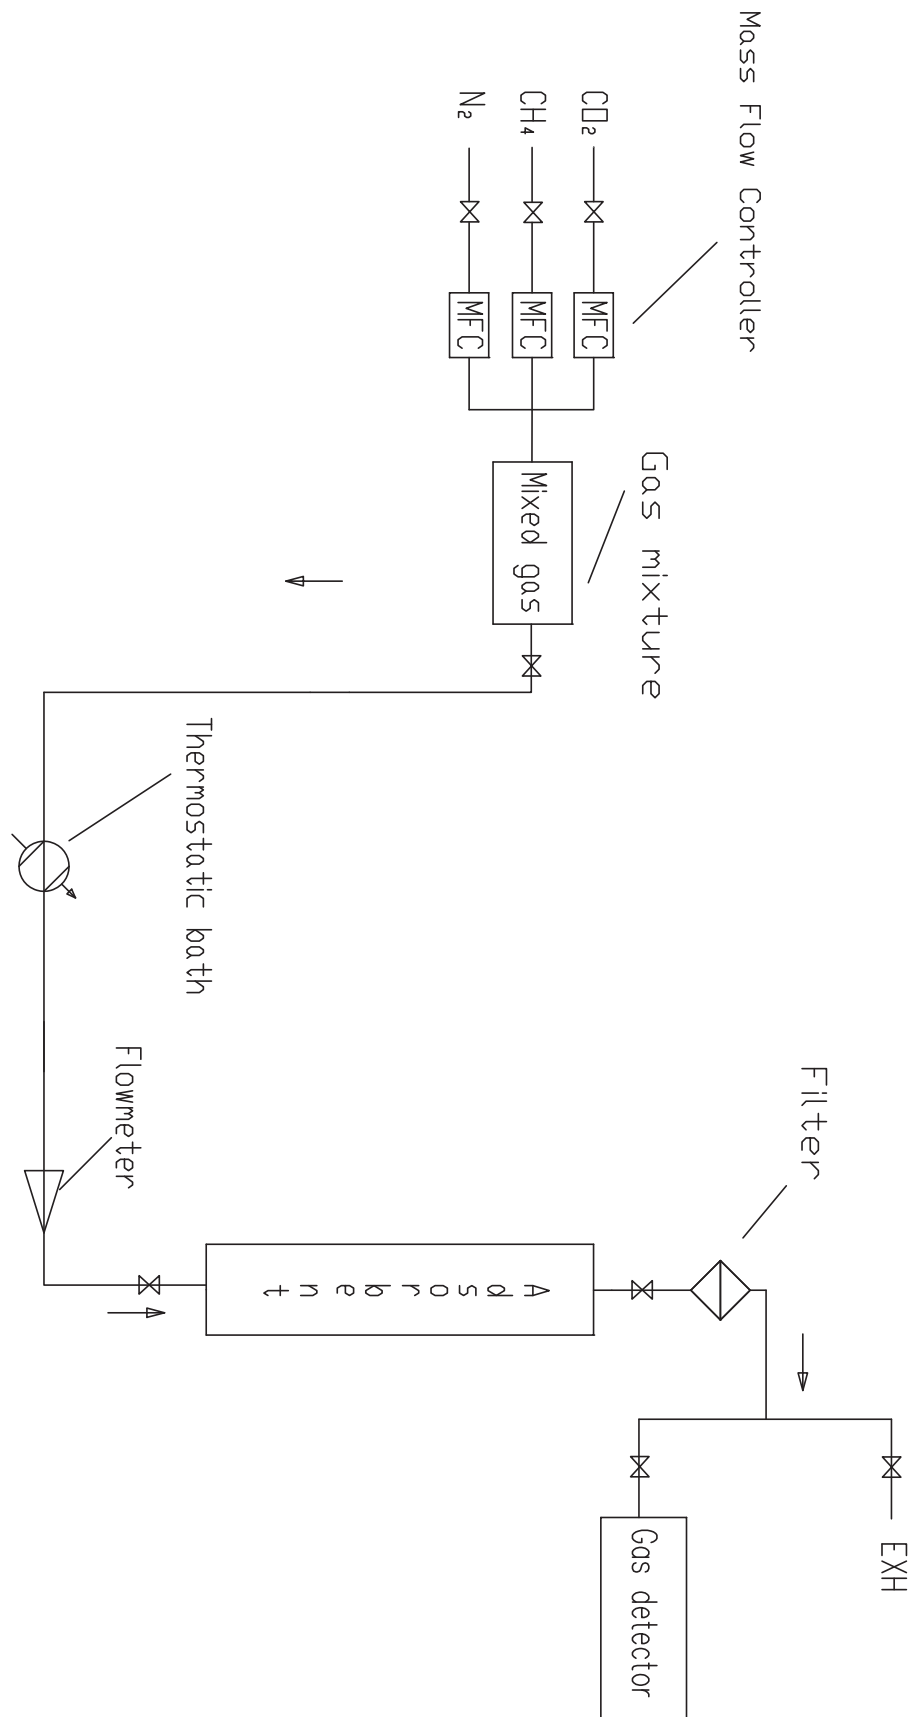 Mass Flow Controller
CO₂
CH₄
N₂
MFC
MFC
MFC
Gas mixture
Mixed gas
Thermostatic bath
Flowmeter
Adsorbent
Filter
EXH
Gas detector